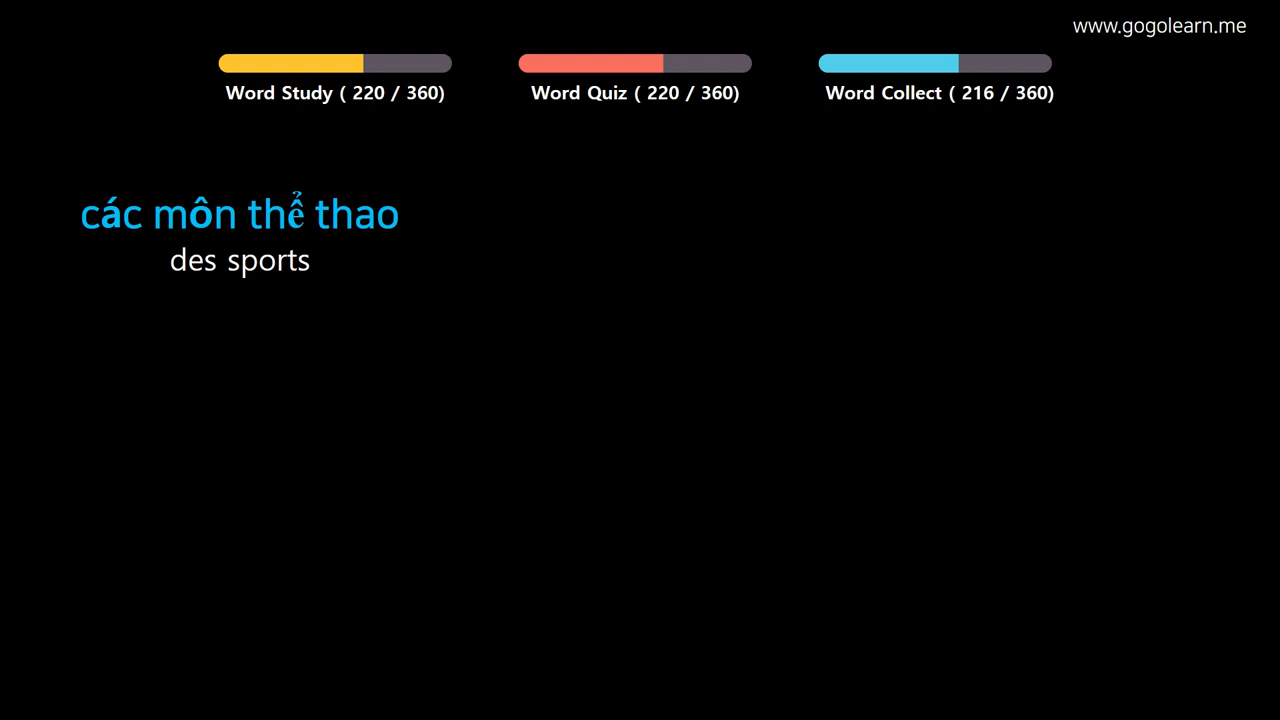 www.gogolearn.me
Word Study ( 220 / 360)
Word Quiz ( 220 / 360)
Word Collect ( 216 / 360)
các môn thể thao
des sports